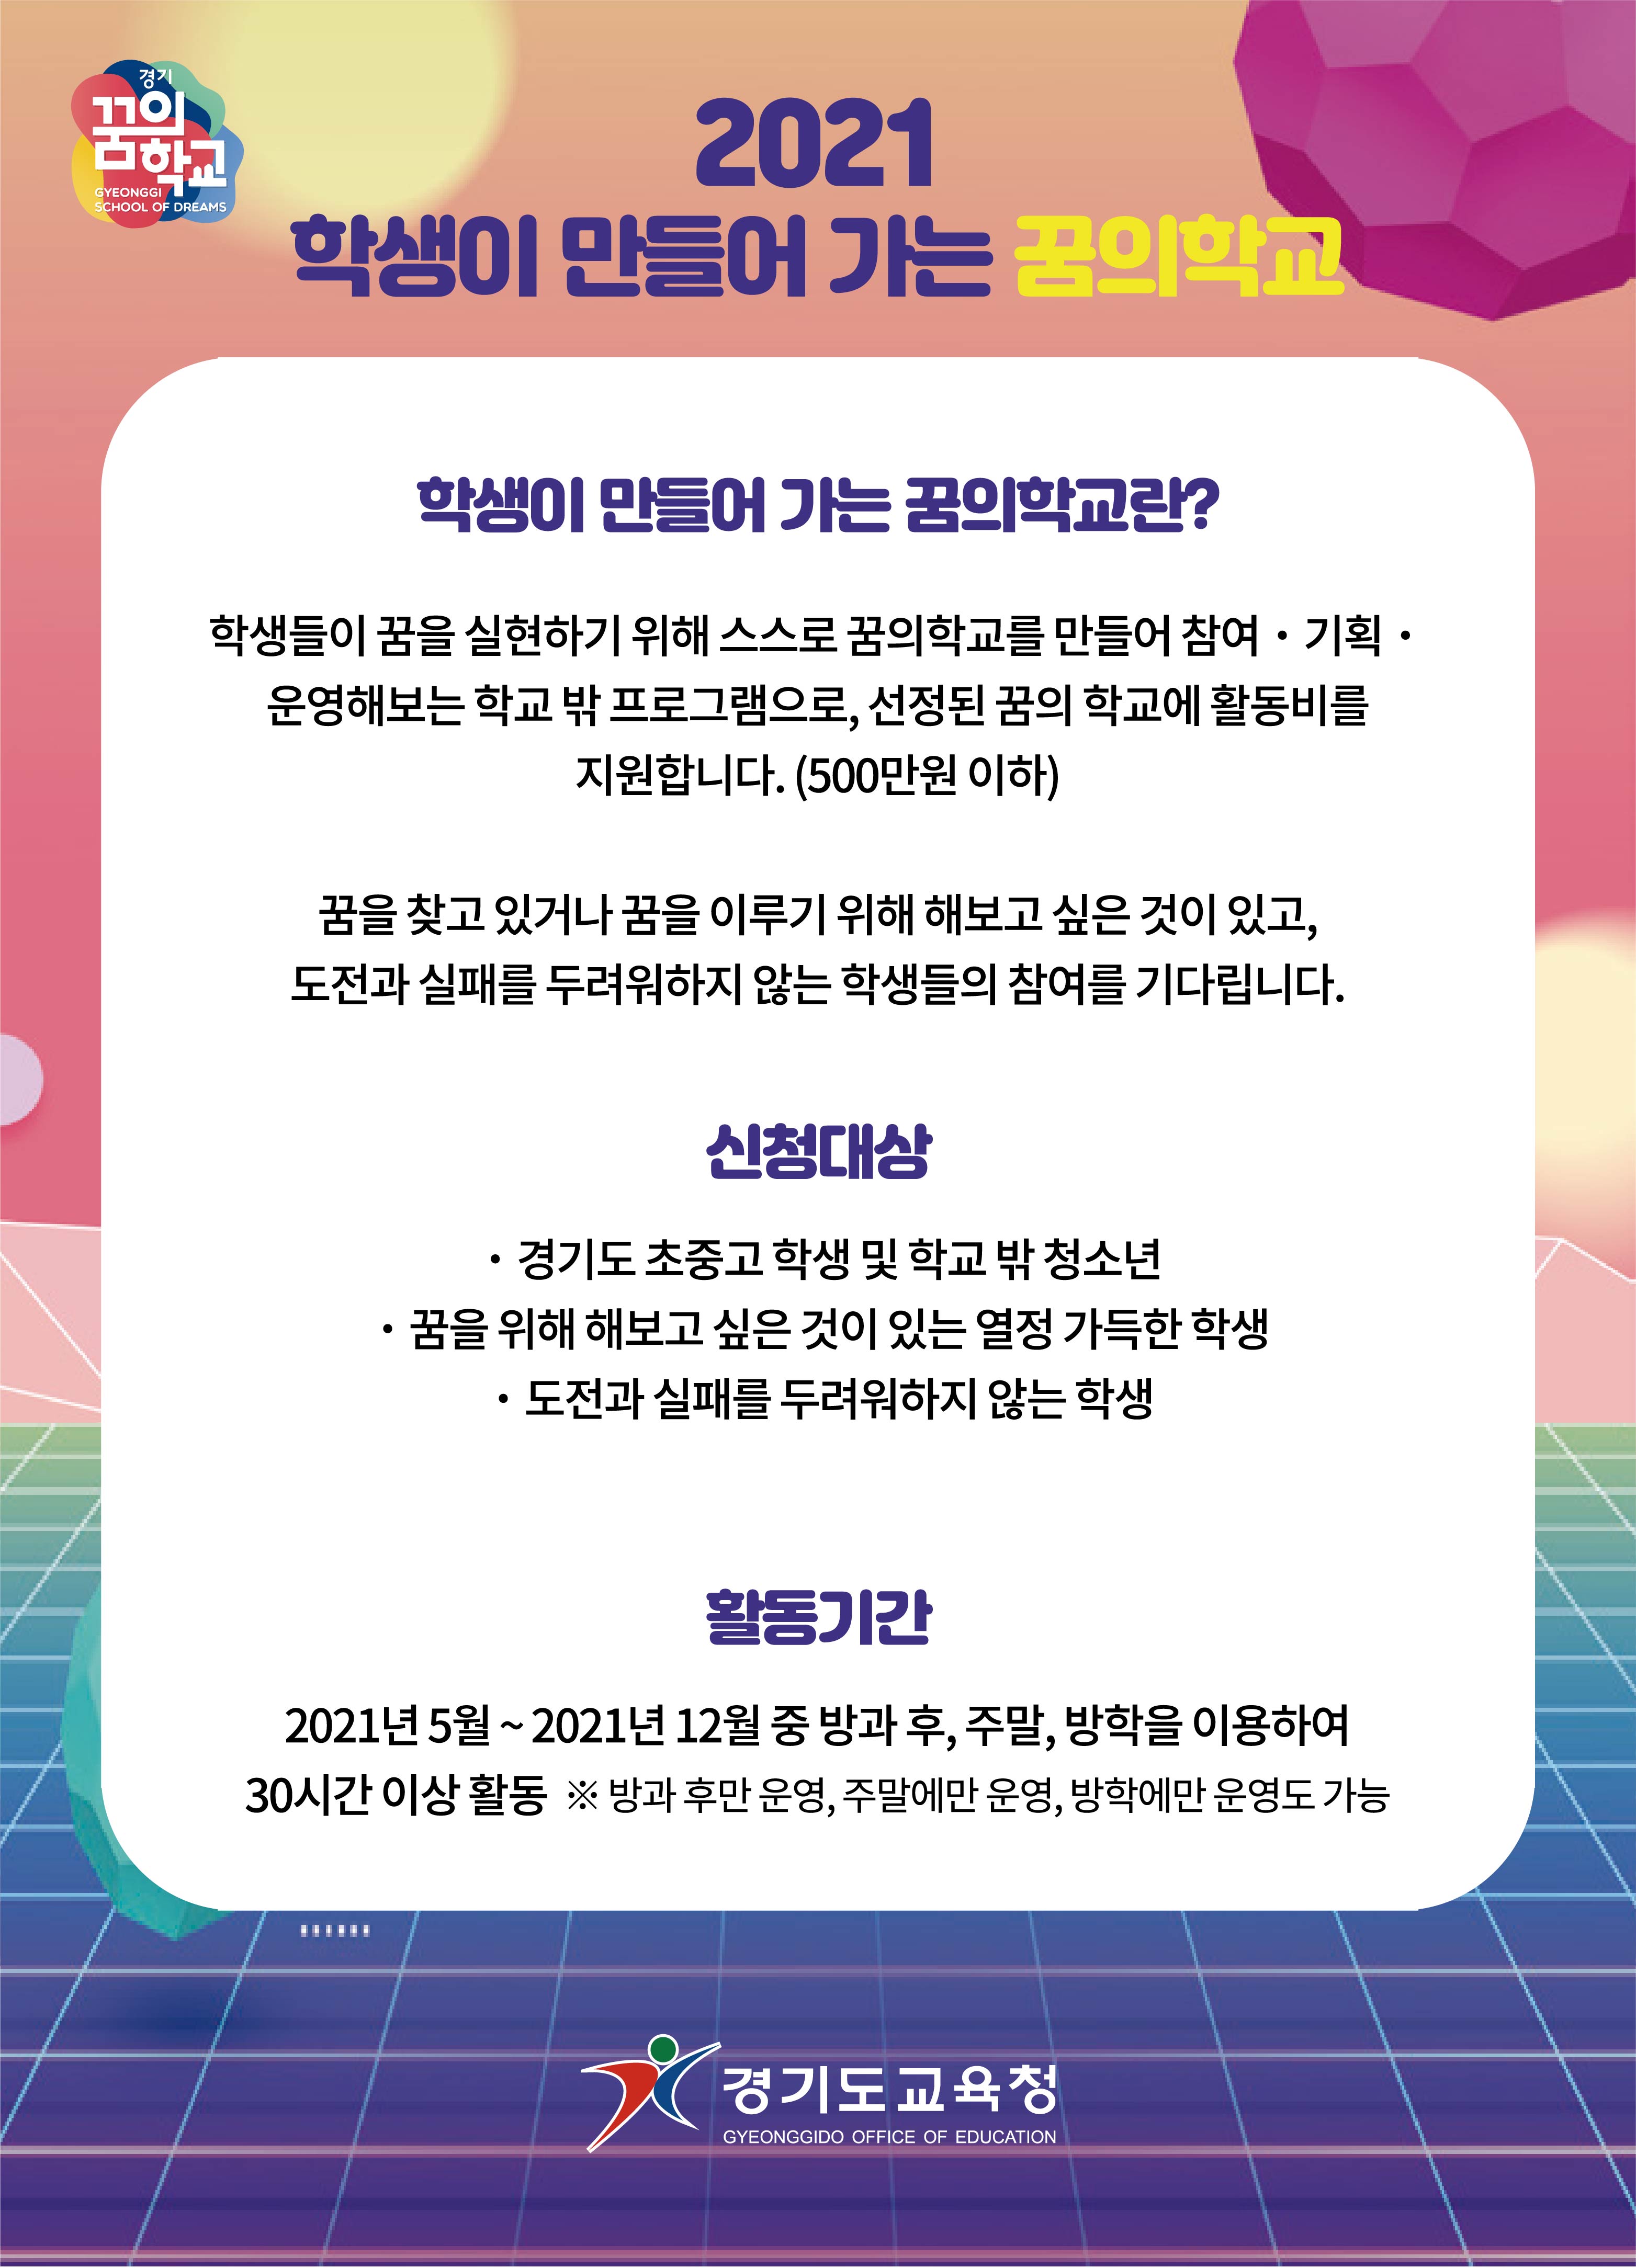 경기
꿈의
학교
GYEONGGI
SCHOOL OF DREAMS
2021
학생이 만들어 가는 꿈의학교
학생이 만들어 가는 꿈의학교란?
학생들이 꿈을 실현하기 위해 스스로 꿈의학교를 만들어 참여 · 기획 ·
운영해보는 학교 밖 프로그램으로, 선정된 꿈의 학교에 활동비를
지원합니다. (500만원 이하)
꿈을 찾고 있거나 꿈을 이루기 위해 해보고 싶은 것이 있고,
도전과 실패를 두려워하지 않는 학생들의 참여를 기다립니다.
신청대상
· 경기도 초중고 학생 및 학교 밖 청소년
· 꿈을 위해 해보고 싶은 것이 있는 열정 가득한 학생
· 도전과 실패를 두려워하지 않는 학생
활동기간
2021년 5월 ~ 2021년 12월 중 방과 후, 주말, 방학을 이용하여
30시간 이상 활동 ※ 방과 후만 운영, 주말에만 운영, 방학에만 운영도 가능
경기도교육청
GYEONGGIDO OFFICE OF EDUCATION